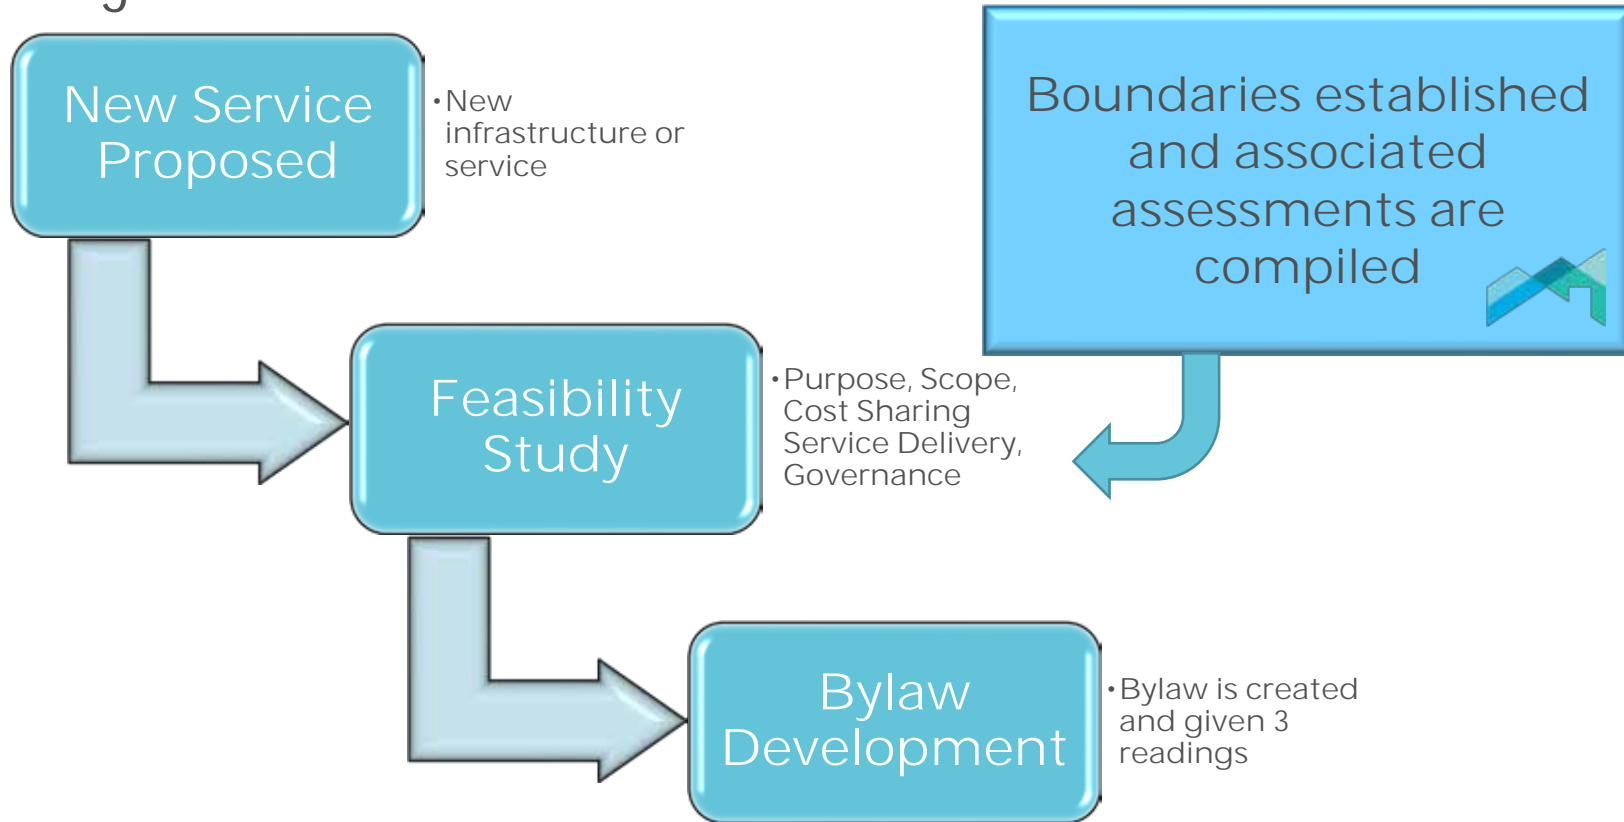 New Service
Proposed
•New
infrastructure or
service
Boundaries established
and associated
assessments are
compiled
Feasibility
Study
•Purpose, Scope,
Cost Sharing
Service Delivery,
Governance
Bylaw
Development
•Bylaw is created
and given 3
readings